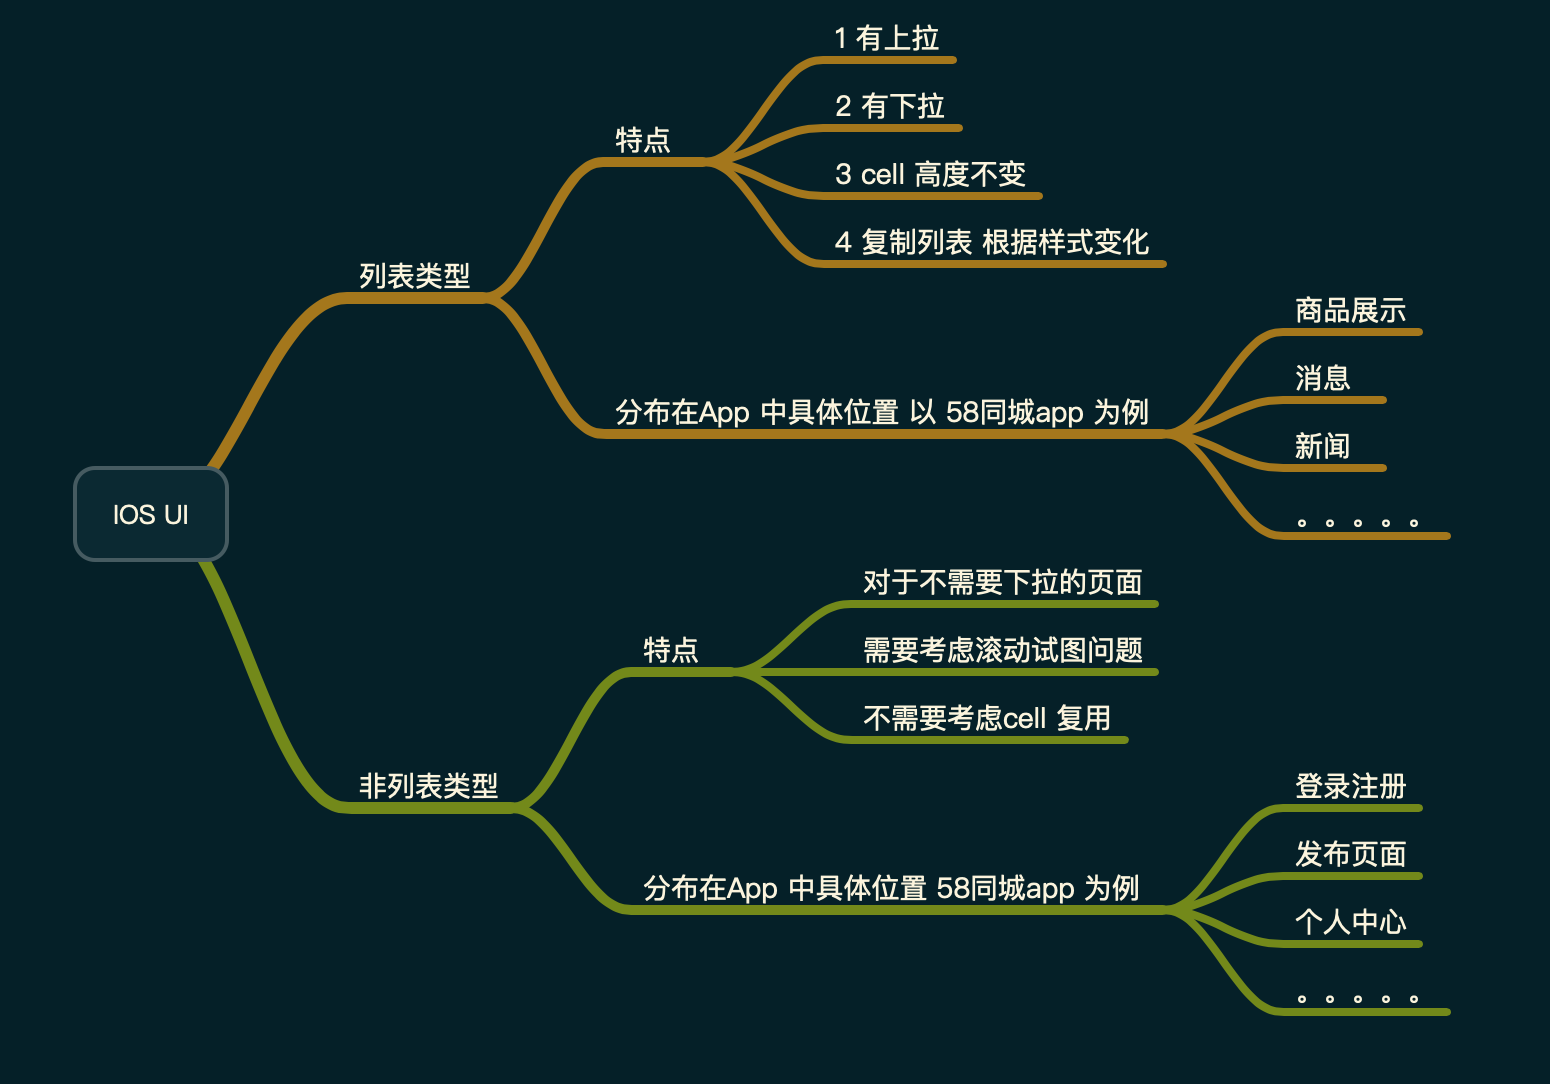 IOS UI
列表类型
特点
1 有上拉
2 有下拉
3 cell 高度不变
4 复制列表 根据样式变化
分布在App 中具体位置 以 58同城app 为例
商品展示
消息
新闻
。。。。。
非列表类型
特点
对于不需要下拉的页面
需要考虑滚动试图问题
不需要考虑cell 复用
分布在App 中具体位置 58同城app 为例
登录注册
发布页面
个人中心
。。。。。